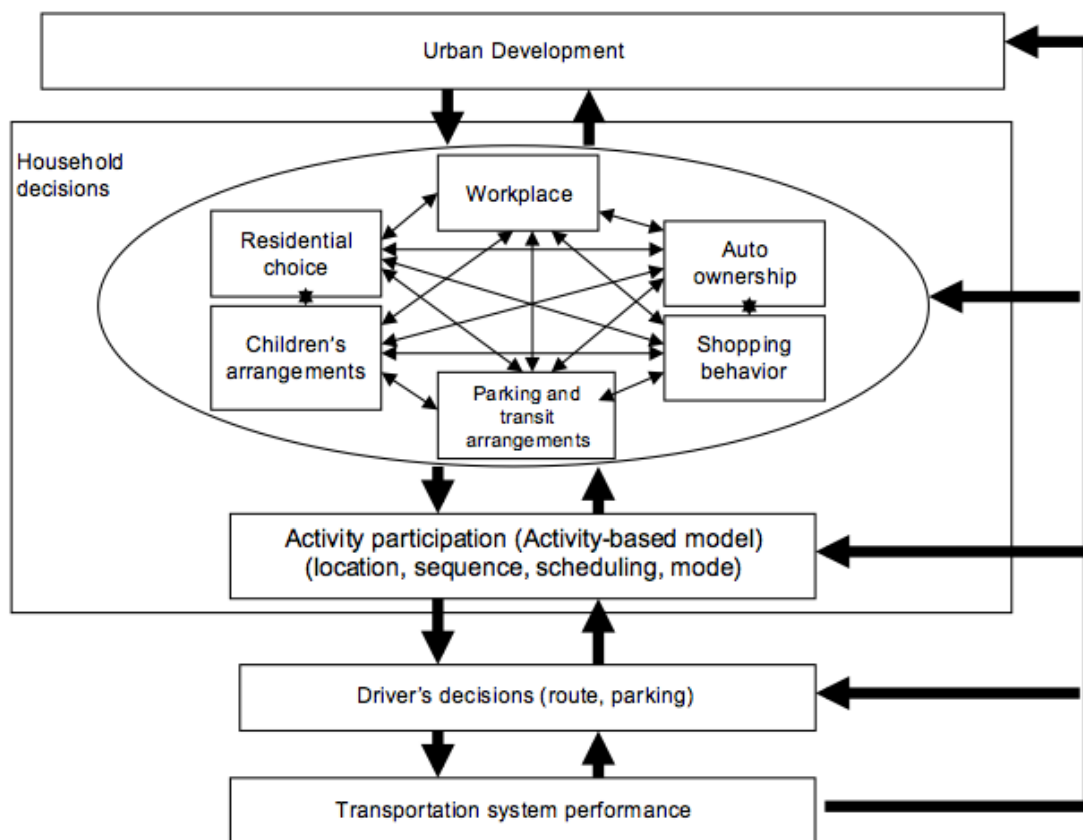 Urban Development
Household
decisions
Workplace
Residential
choice
Auto
ownership
Children's
arrangements
Shopping
behavior
Parking and
transit
arrangements
Activity participation (Activity-based model)
(location, sequence, scheduling, mode)
Driver’s decisions (route, parking)
Transportation system performance